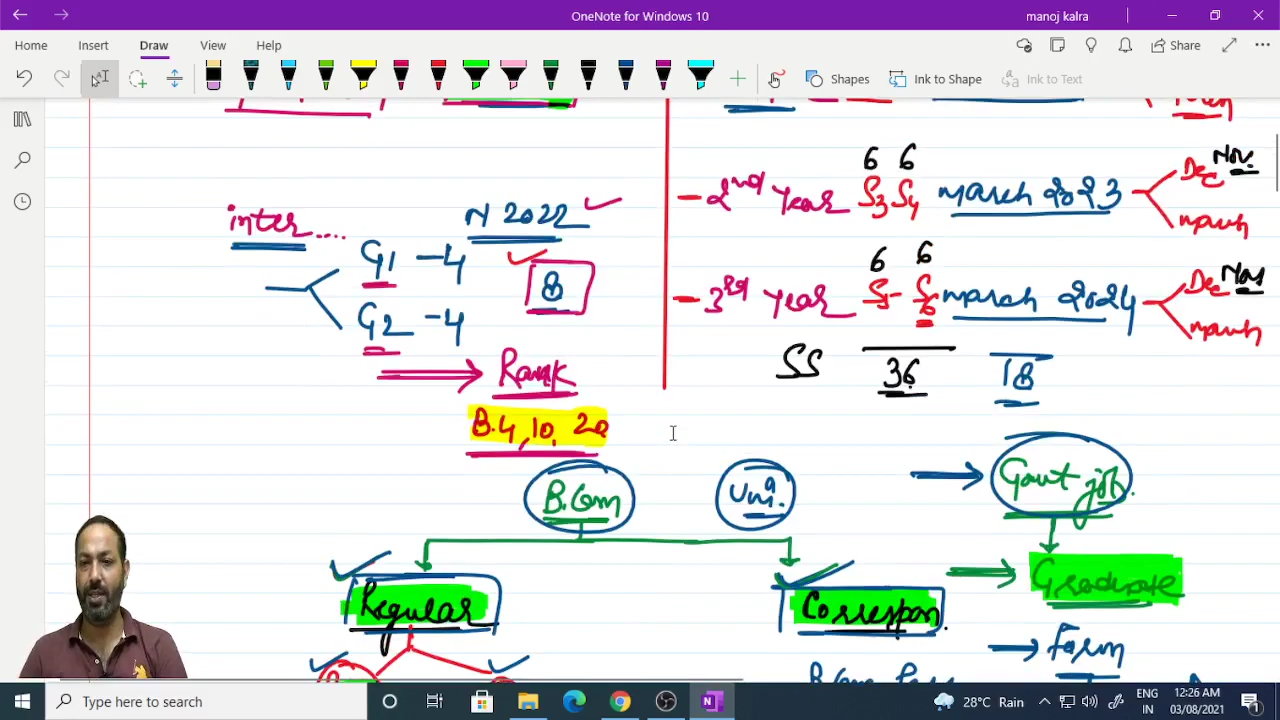 OneNote for Windows 10
manoj kalra
Home Insert Draw View Help
Share
Shapes
Ink to Shape
Ink to Text
inter....
N 2022
G1 - 4
8
G2 - 4
Rank
B.4, 10, 20
6 6
2nd Year S3 S4 march 2023
Dec Nov.
march
6 6
3rd Year S5- S6 march 2024
Dec Nov
march
SS 36 18
B.Com
Uni.
Govt job.
Graduate
Regular
Correspon.
Form
Type here to search
28°C Rain
ENG
IN
12:26 AM
03/08/2021
1